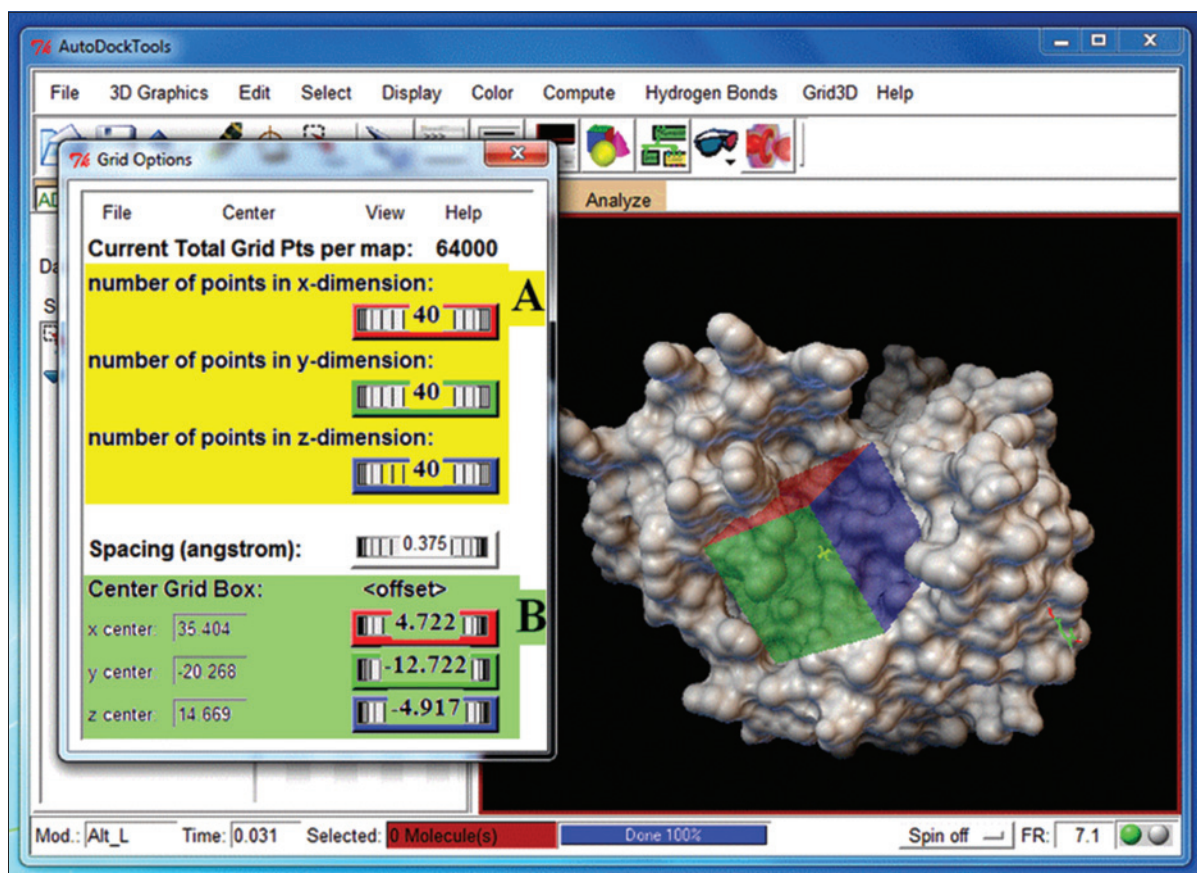 AutoDockTools
File 3D Graphics Edit Select Display Color Compute Hydrogen Bonds Grid3D Help
Grid Options
Analyze
File Center View Help
Current Total Grid Pts per map: 64000
number of points in x-dimension:
A
40
number of points in y-dimension:
40
number of points in z-dimension:
40
Spacing (angstrom): 0.375
Center Grid Box: <offset>
B
x center: 35.404 4.722
y center: -20.268 -12.722
z center: 14.669 -4.917
Mod.: Alt_L Time: 0.031 Selected: 0 Molecule(s) Done 100% Spin off FR: 7.1